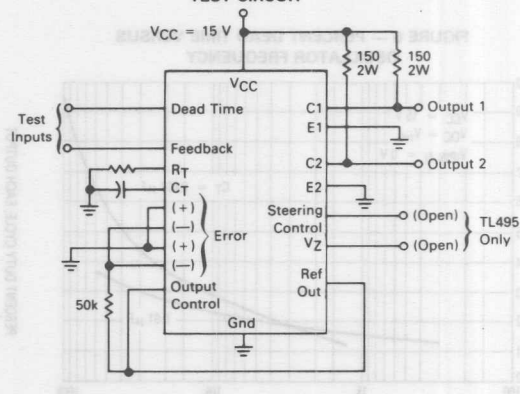 TEST CIRCUIT
VCC = 15 V
150
2W
150
2W
VCC
Test
Inputs
Dead Time
Feedback
RT
CT
(+)
(—)
(+)
(—)
Error
Output
Control
50k
Gnd
C1
E1
C2
E2
Steering
Control
VZ
Ref
Out
Output 1
Output 2
(Open)
(Open)
TL495
Only